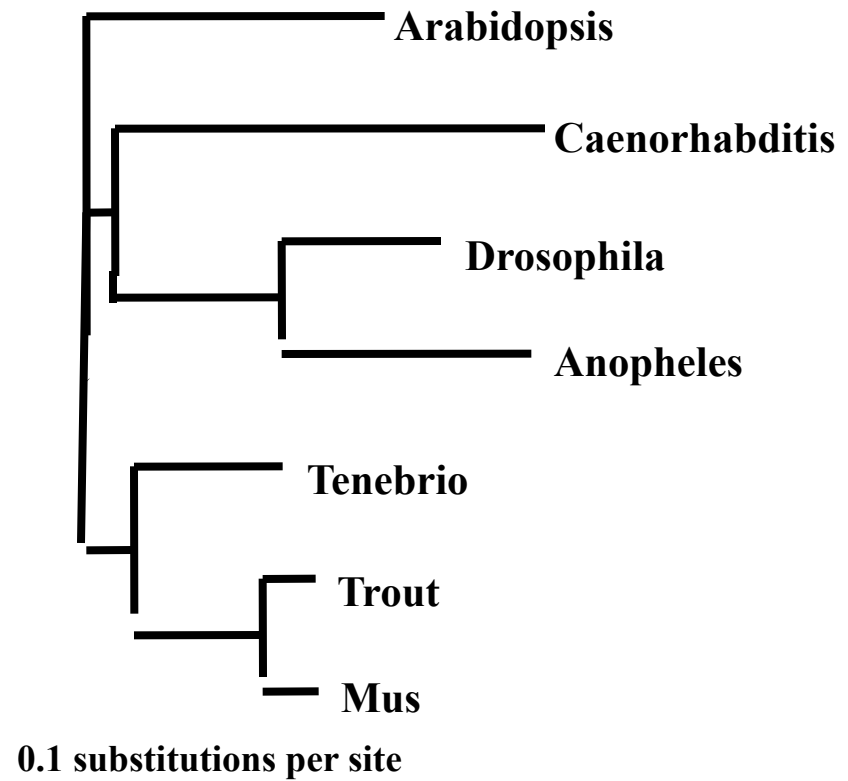 Arabidopsis
Caenorhabditis
Drosophila
Anopheles
Tenebrio
Trout
Mus
0.1 substitutions per site